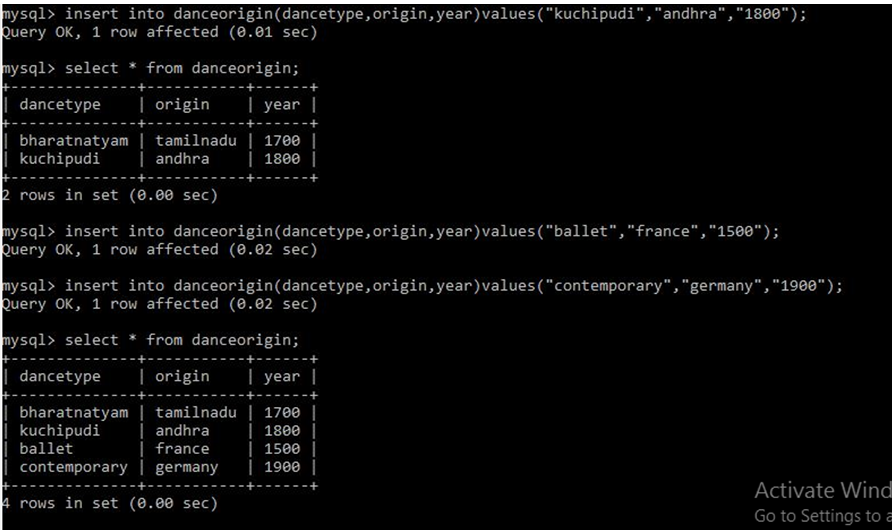 mysql> insert into danceorigin(dancetype,origin,year)values("kuchipudi","andhra","1800");
Query OK, 1 row affected (0.01 sec)
mysql> select * from danceorigin;
+--------------+-----------+------+
| dancetype    | origin    | year |
+--------------+-----------+------+
| bharatnatyam | tamilnadu | 1700 |
| kuchipudi    | andhra    | 1800 |
+--------------+-----------+------+
2 rows in set (0.00 sec)
mysql> insert into danceorigin(dancetype,origin,year)values("ballet","france","1500");
Query OK, 1 row affected (0.02 sec)
mysql> insert into danceorigin(dancetype,origin,year)values("contemporary","germany","1900");
Query OK, 1 row affected (0.02 sec)
mysql> select * from danceorigin;
+--------------+-----------+------+
| dancetype    | origin    | year |
+--------------+-----------+------+
| bharatnatyam | tamilnadu | 1700 |
| kuchipudi    | andhra    | 1800 |
| ballet       | france    | 1500 |
| contemporary | germany   | 1900 |
+--------------+-----------+------+
4 rows in set (0.00 sec)
Activate Wind
Go to Settings to a